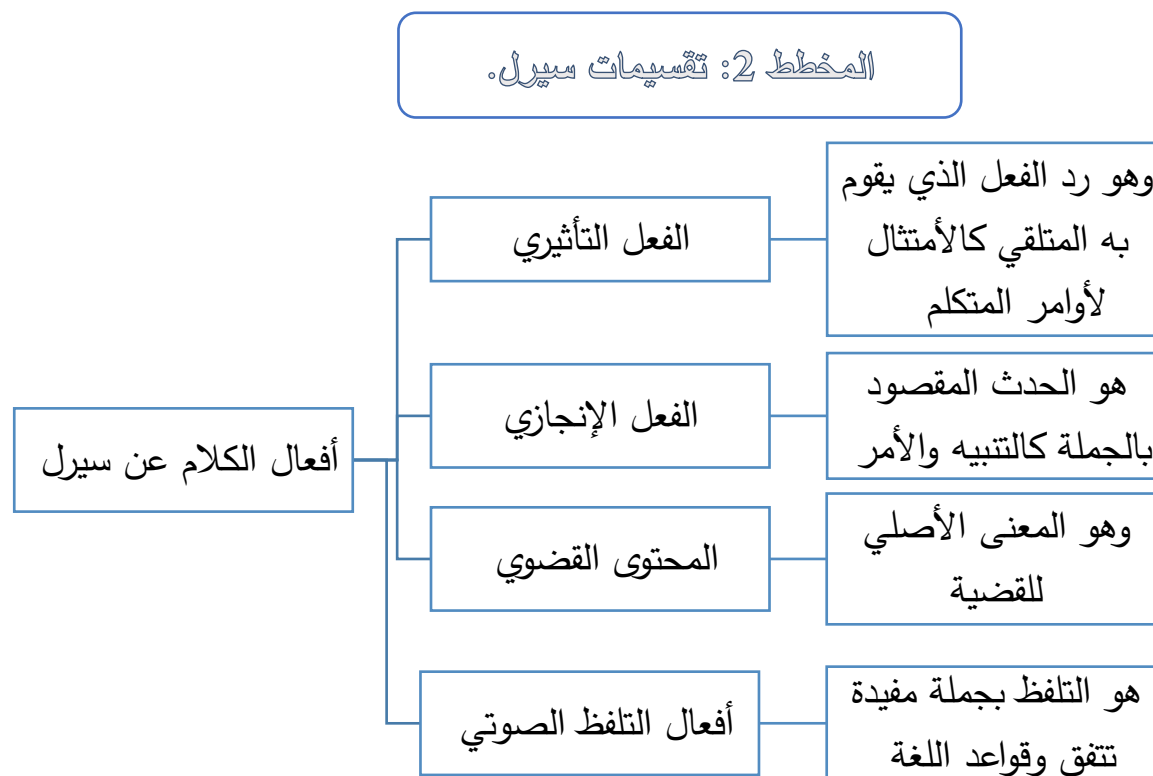 المخطط 2: تقسيمات سيرل.
أفعال الكلام عن سيرل
الفعل التأثيري
وهو رد الفعل الذي يقوم
به المتلقي كالأمتثال
لأوامر المتكلم
الفعل الإنجازي
هو الحدث المقصود
بالجملة كالتنبيه والأمر
المحتوى القضوي
وهو المعنى الأصلي
للقضية
أفعال التلفظ الصوتي
هو التلفظ بجملة مفيدة
تتفق وقواعد اللغة